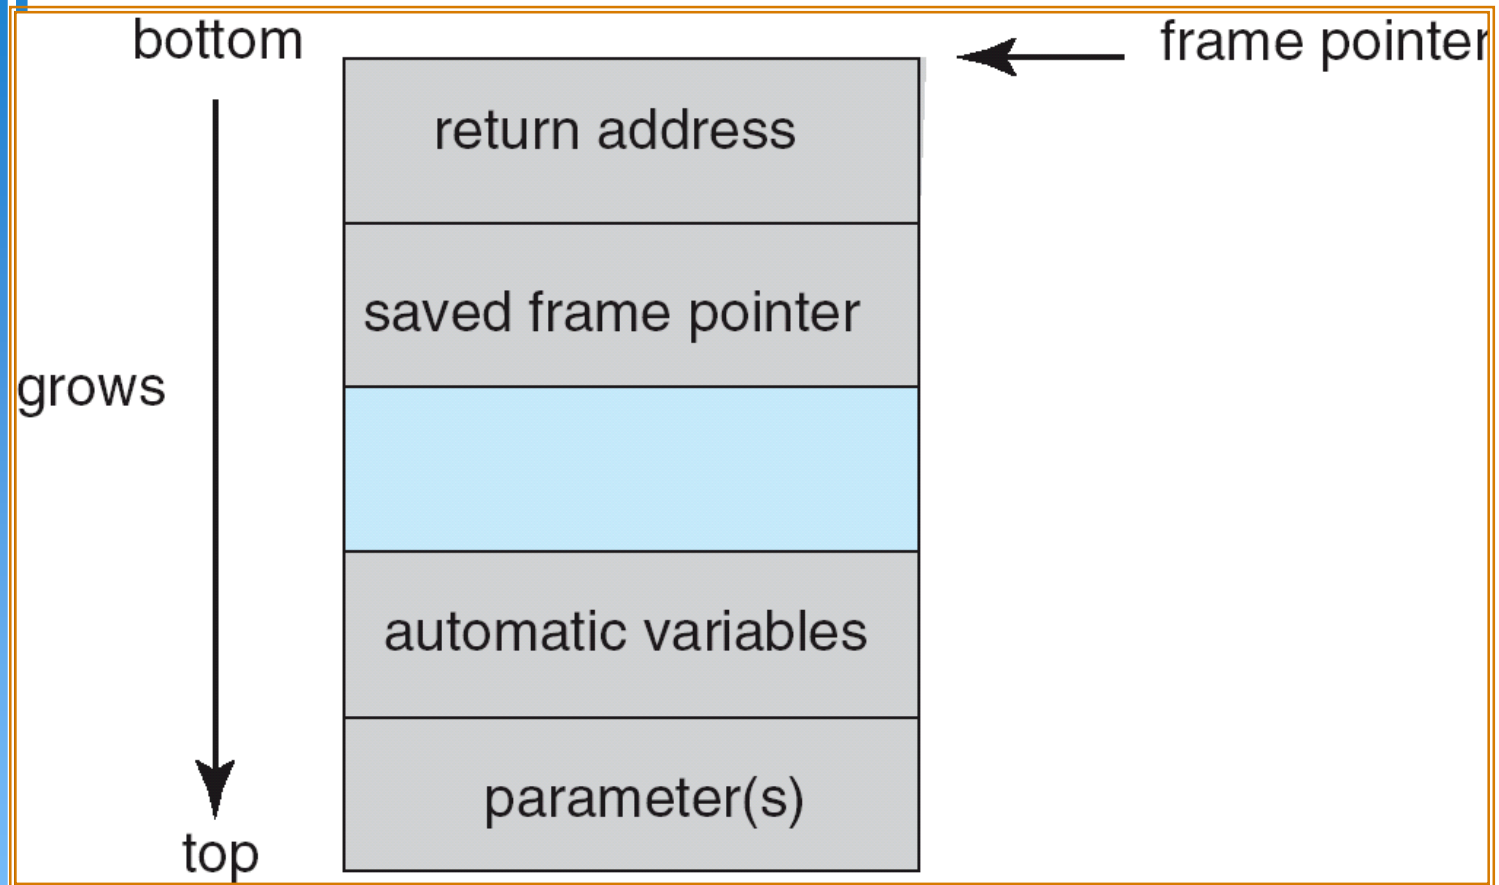 bottom
frame pointer
return address
saved frame pointer
grows
automatic variables
parameter(s)
top